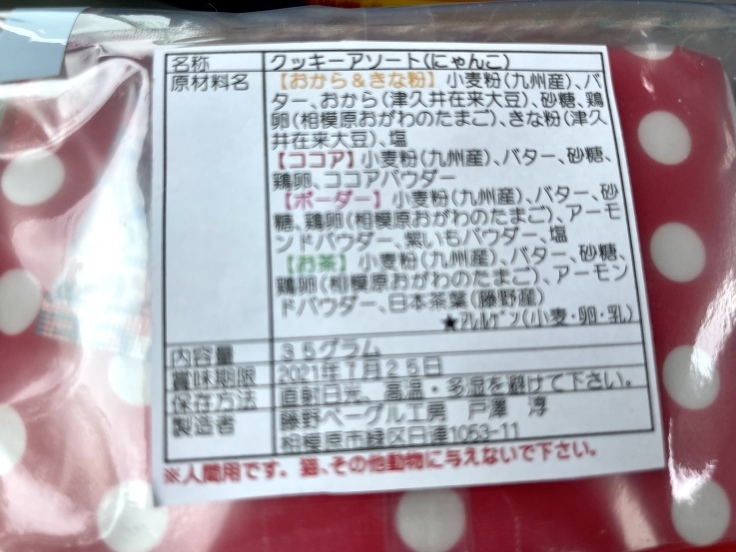 名称 クッキーアソート(にゃんこ)
原材料名 【おから&きな粉】小麦粉(九州産)、バ
ター、おから(津久井在来大豆)、砂糖、鶏
卵(相模原おがわのたまご)、きな粉(津久
井在来大豆)、塩
【ココア】小麦粉(九州産)、バター、砂糖、
鶏卵、ココアパウダー
【ボーダー】小麦粉(九州産)、バター、砂
糖、鶏卵(相模原おがわのたまご)、アーモ
ンドパウダー、紫いもパウダー、塩
【お茶】小麦粉(九州産)、バター、砂糖、
鶏卵(相模原おがわのたまご)、アーモン
ドパウダー、日本茶葉(藤野産)
★ｱﾚﾙｹﾞﾝ(小麦・卵・乳)
内容量 35グラム
賞味期限 2021年7月25日
保存方法 直射日光、高温・多湿を避けて下さい。
製造者 藤野ベーグル工房 戸澤 淳
相模原市緑区日連1053-11
※人間用です。猫、その他動物に与えないで下さい。